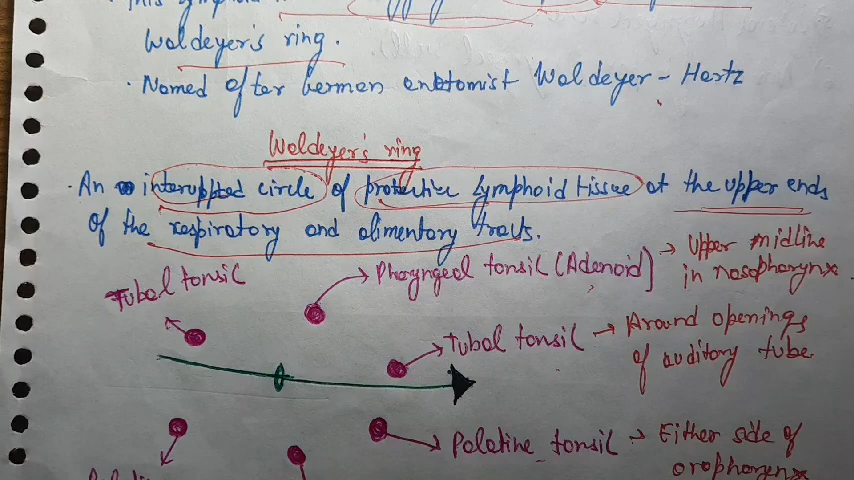 Waldeyer's ring.
· Named after German anatomist Waldeyer - Hartz
Waldeyer's ring
· An interuppted circle of protective lymphoid tissue at the upper ends
of the respiratory and alimentary tracts.
Tubal tonsil
Pharyngeal tonsil (Adenoid) → Upper midline
in nasopharynx
Tubal tonsil → Around openings
of auditory tube
Palatine tonsil → Either side of
oropharynx